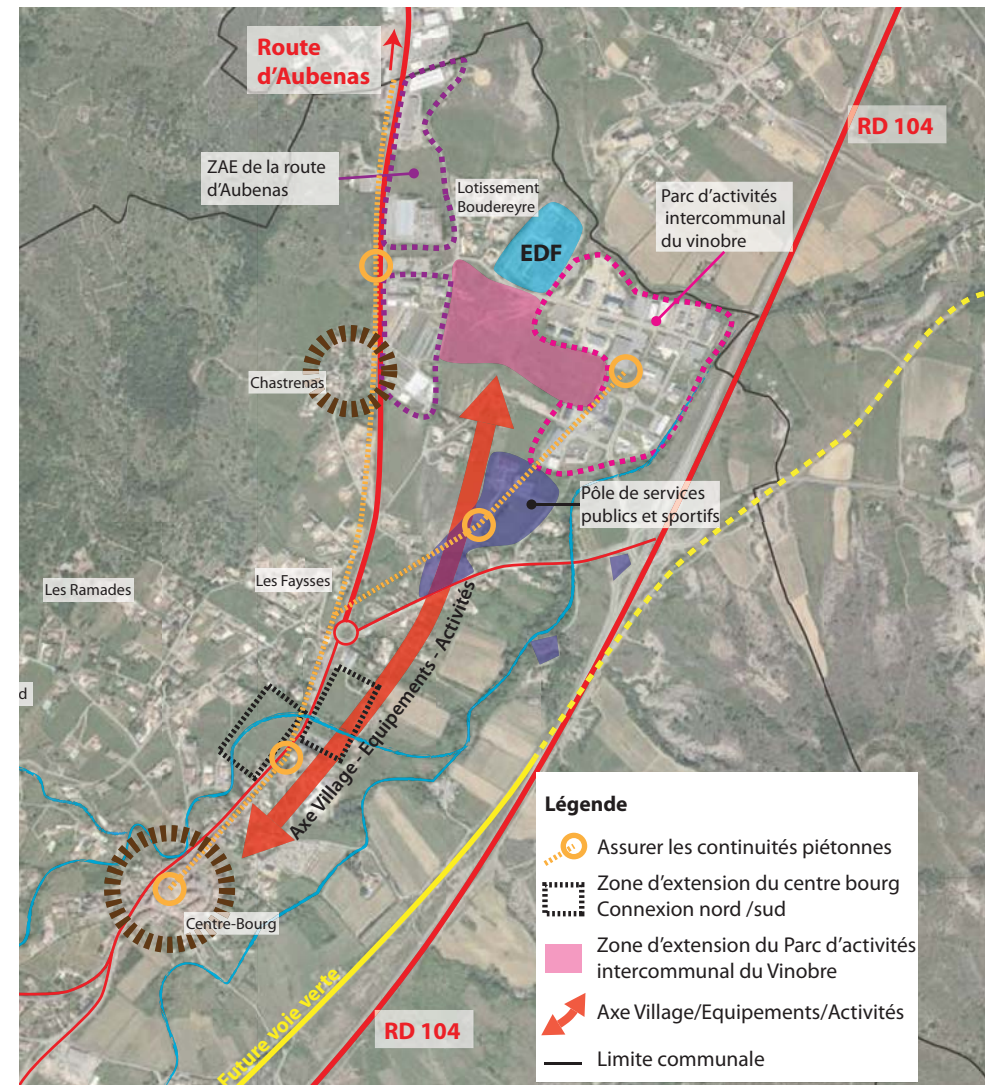 Route
d'Aubenas
RD 104
ZAE de la route
d'Aubenas
Lotissement
Boudereyre
Parc d'activités
intercommunal
du vinobre
EDF
Chastrenas
Pôle de services
publics et sportifs
Les Faysses
Les Ramades
d
Axe Village - Equipements - Activités
Centre-Bourg
Future voie verte
RD 104
Légende
Assurer les continuités piétonnes
Zone d'extension du centre bourg
Connexion nord /sud
Zone d'extension du Parc d'activités
intercommunal du Vinobre
Axe Village/Equipements/Activités
Limite communale